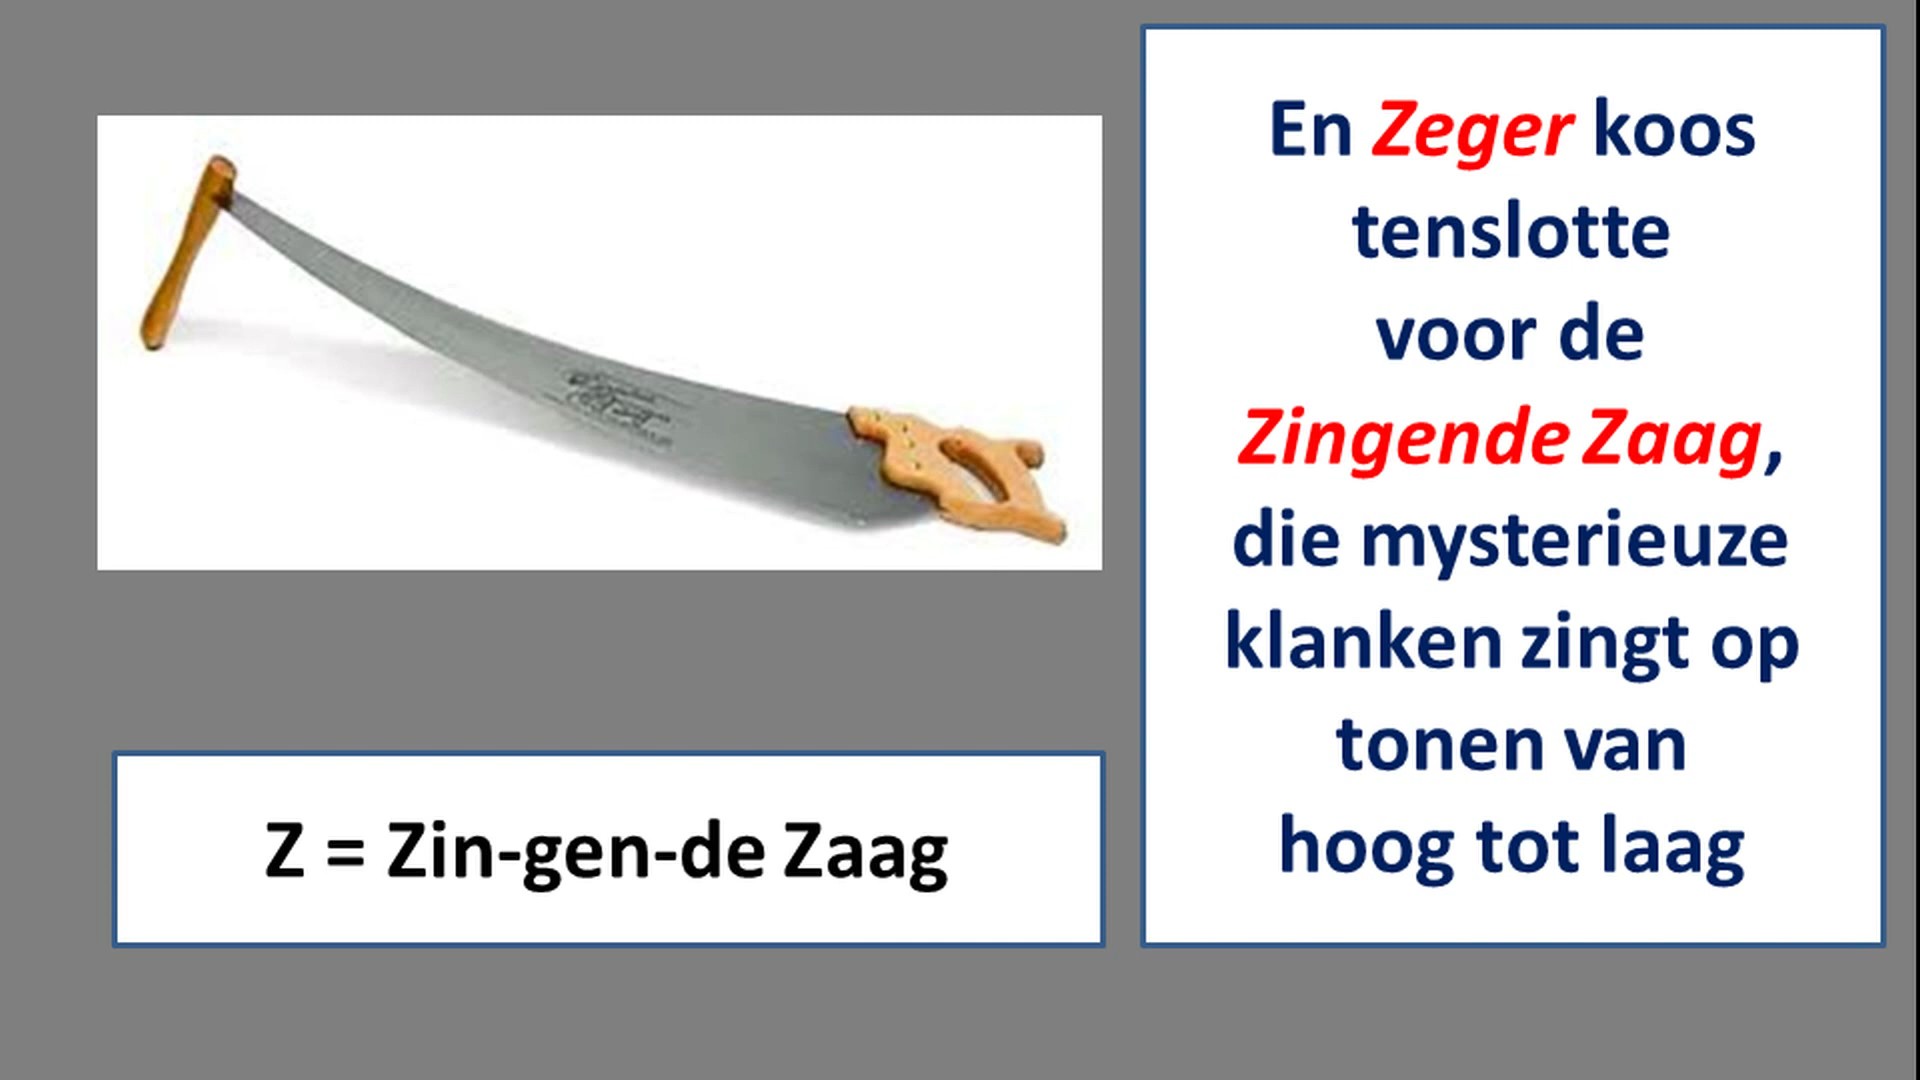 En Zeger koos
tenslotte
voor de
Zingende Zaag,
die mysterieuze
klanken zingt op
tonen van
hoog tot laag
Z = Zin-gen-de Zaag